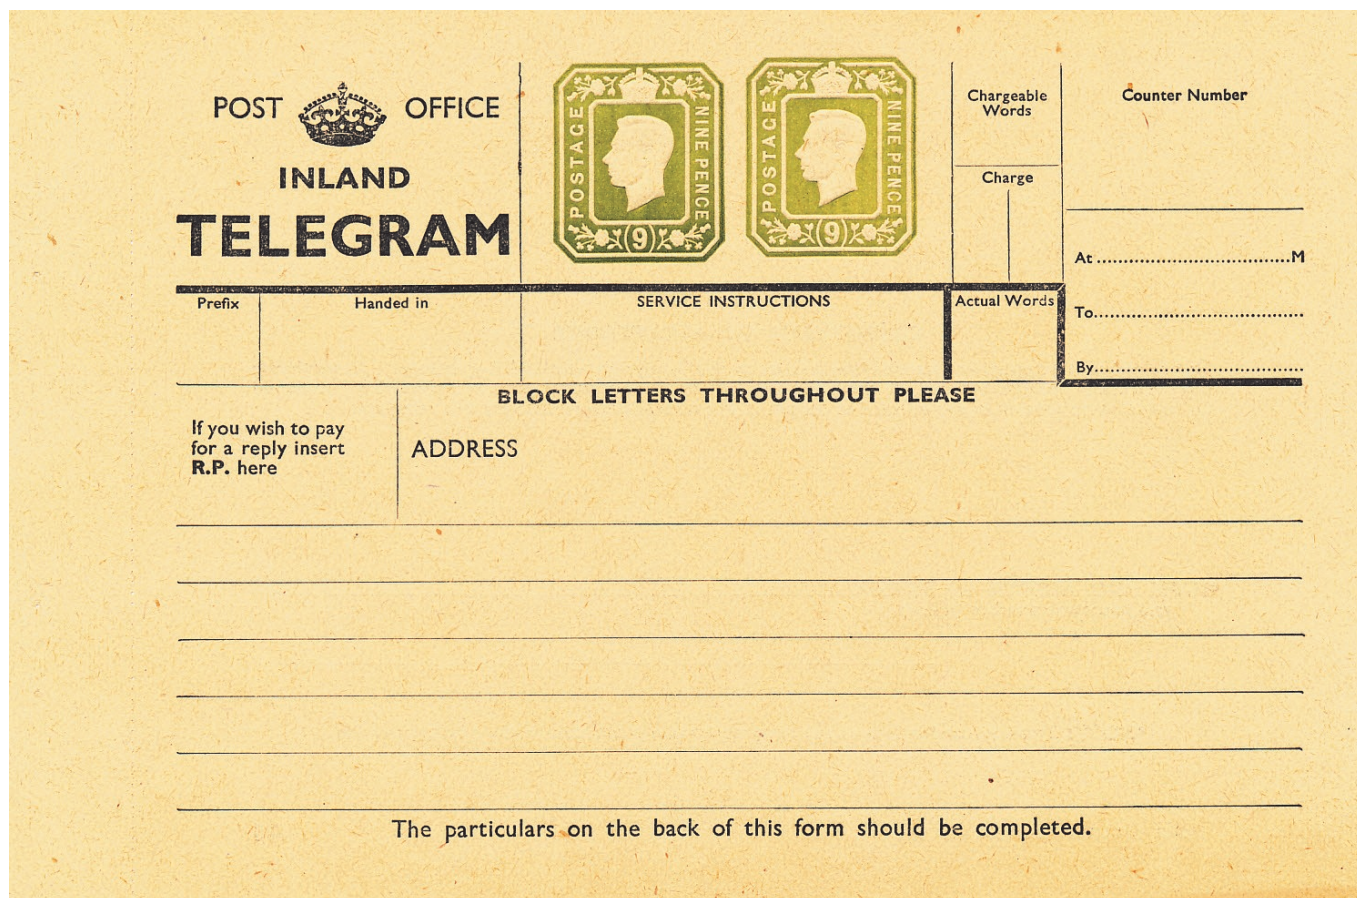 POST OFFICE
INLAND
TELEGRAM
POSTAGE NINE PENCE 9
POSTAGE NINE PENCE 9
Chargeable
Words
Charge
Counter Number
At ......................................M
To..........................................
By..........................................
Prefix
Handed in
SERVICE INSTRUCTIONS
Actual Words
BLOCK LETTERS THROUGHOUT PLEASE
If you wish to pay
for a reply insert
R.P. here
ADDRESS
The particulars on the back of this form should be completed.